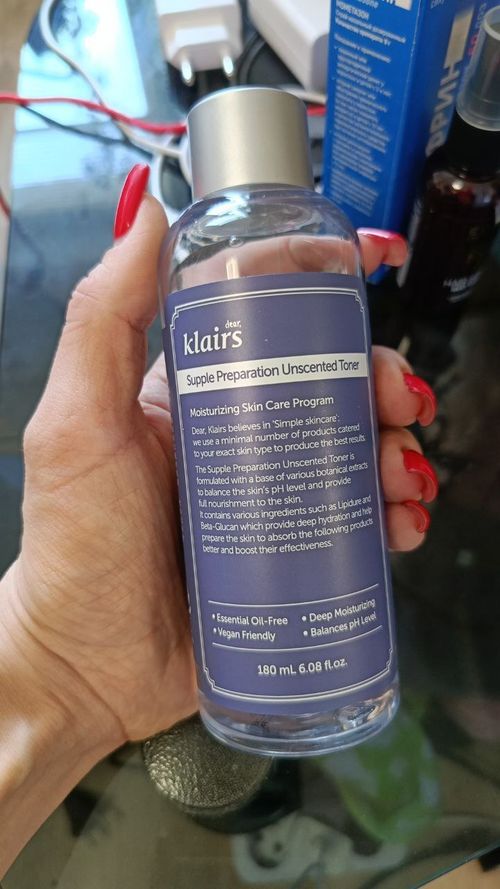 МОМЕТАЗОН
ОРИН
dear,
klairs
Supple Preparation Unscented Toner
Moisturizing Skin Care Program
Dear, Klairs believes in 'Simple skincare':
we use a minimal number of products catered
to your exact skin type to produce the best results.
The Supple Preparation Unscented Toner is
formulated with a base of various botanical extracts
to balance the skin's pH level and provide
full nourishment to the skin.
It contains various ingredients such as Lipidure and
Beta-Glucan which provide deep hydration and help
prepare the skin to absorb the following products
better and boost their effectiveness.
• Essential Oil-Free
• Deep Moisturizing
• Vegan Friendly
• Balances pH Level
180 mL 6.08 fl.oz.